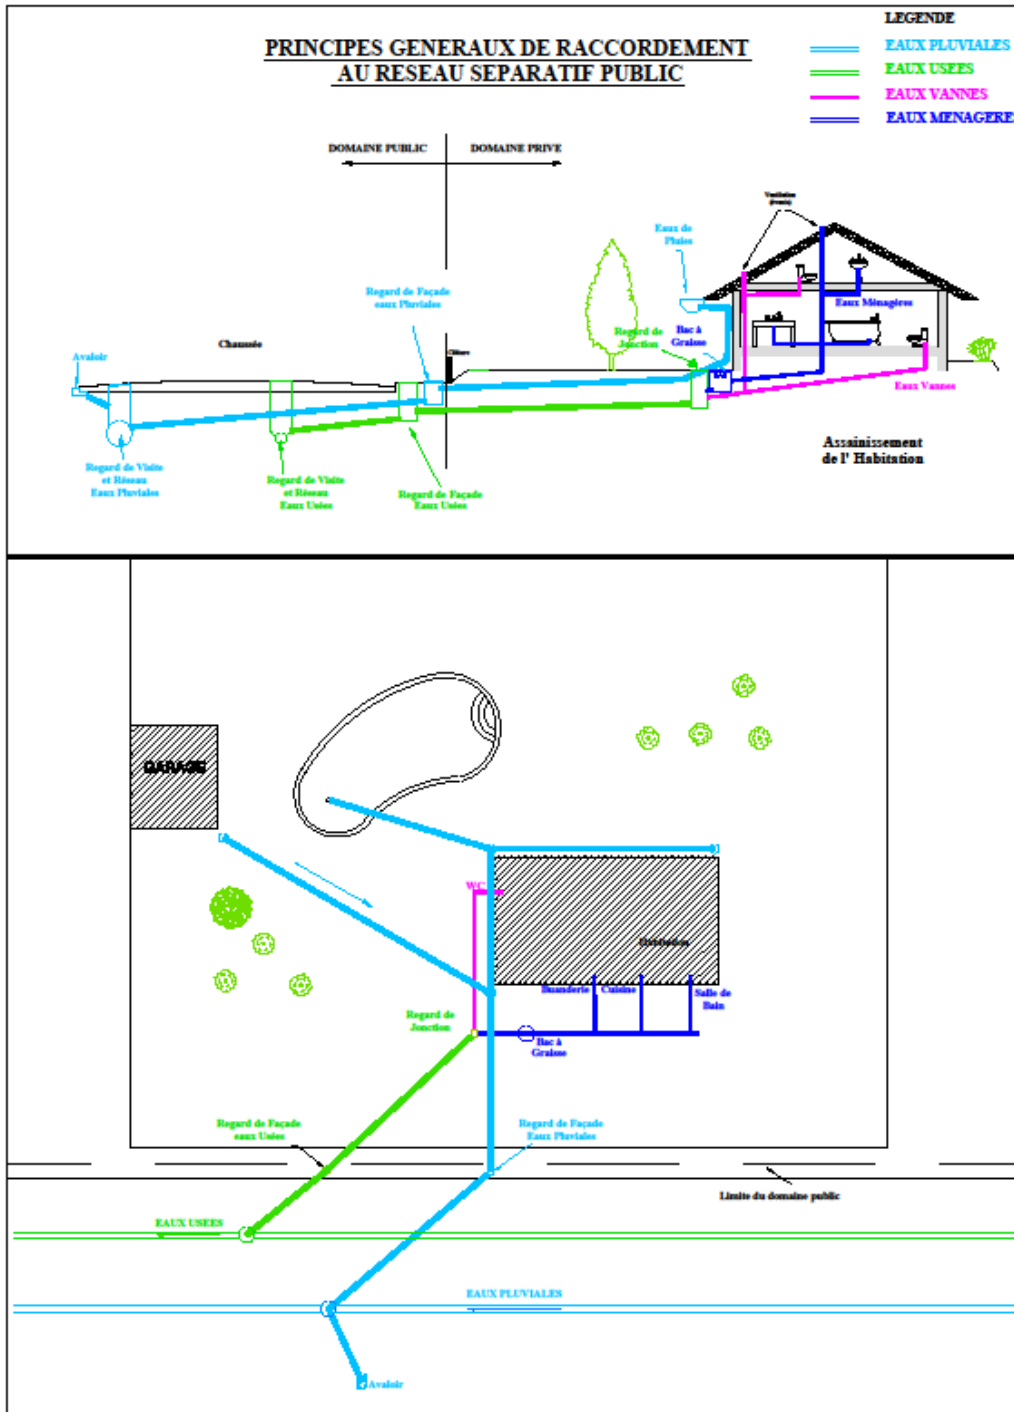 LEGENDE
PRINCIPES GENERAUX DE RACCORDEMENT
AU RESEAU SEPARATIF PUBLIC
EAUX PLUVIALES
EAUX USEES
EAUX VANNES
EAUX MENAGERES
DOMAINE PUBLIC
DOMAINE PRIVE
Ventilation
Eaux de
Pluies
Regard de Façade
eaux Pluviales
Eaux Ménagères
Regard de
Jonction
Bac à
Graisse
Chaussée
Clôture
Avaloir
Eaux Vannes
Assainissement
de l' Habitation
Regard de Visite
et Réseau
Eaux Pluviales
Regard de Visite
et Réseau
Eaux Usées
Regard de Façade
Eaux Usées
GARAGE
WC
Habitation
Buanderie
Cuisine
Salle de
Bain
Regard de
Jonction
Bac à
Graisse
Regard de Façade
eaux Usées
Regard de Façade
Eaux Pluviales
Limite du domaine public
EAUX USEES
EAUX PLUVIALES
Avaloir